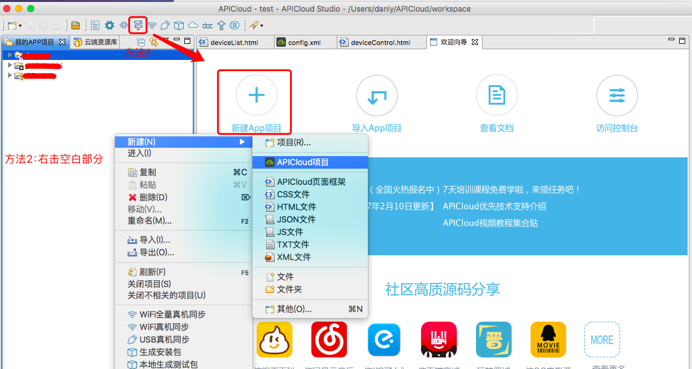 APICloud - test - APICloud Studio - /Users/daniy/APICloud/workspace
我的APP项目
云端资源库
deviceList.html
config.xml
deviceControl.html
欢迎向导
方法1
方法2:右击空白部分
新建App项目
导入App项目
查看文档
访问控制台
新建(N)
进入(I)
复制 ⌘C
粘贴 ⌘V
删除(D)
移动(V)...
重命名(M)... F2
导入(I)...
导出(O)...
刷新(F) F5
关闭项目(S)
关闭不相关的项目(U)
WiFi全量真机同步
WiFi真机同步
USB真机同步
生成安装包
本地生成测试包
项目(R)...
APICloud项目
APICloud页面框架
CSS文件
HTML文件
JSON文件
JS文件
TXT文件
XML文件
文件
文件夹
其他(O)... ⌘N
(全国火热报名中)7天培训课程免费学啦,来领任务吧!
7年2月10日更新】 APICloud优先技术支持介绍
APICloud视频教程集合贴
社区高质源码分享
MOVIE
MORE